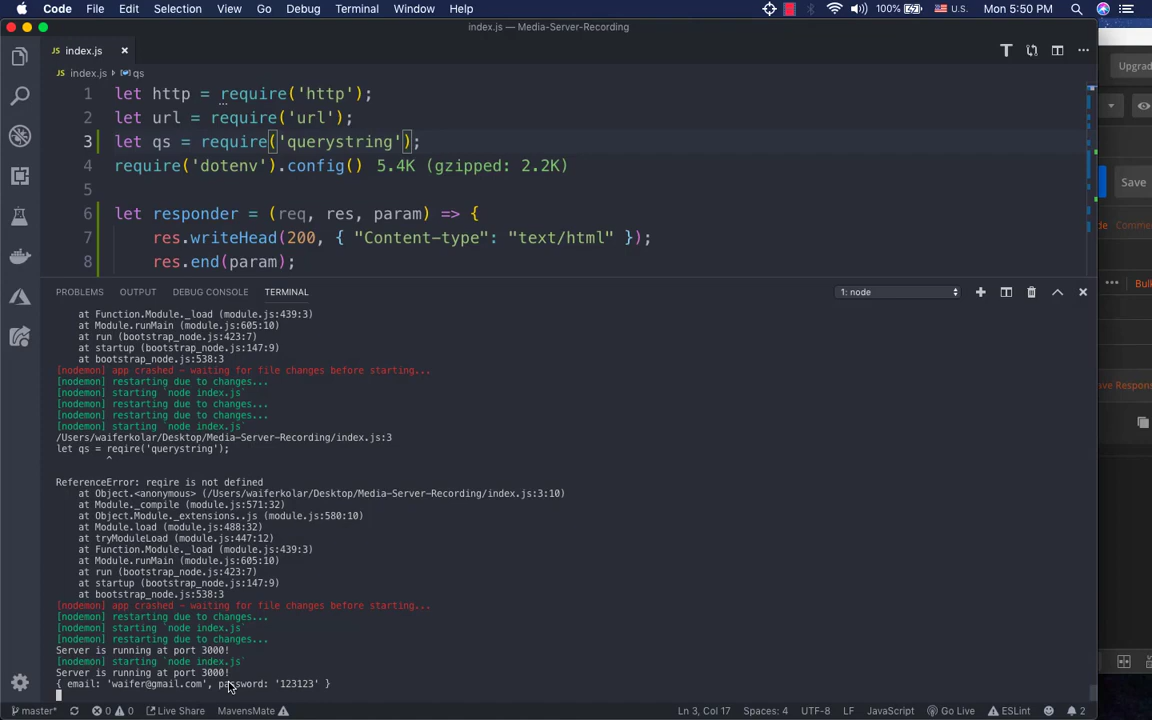 Code File Edit Selection View Go Debug Terminal Window Help 100% U.S. Mon 5:50 PM
index.js — Media-Server-Recording
JS index.js ×
Upgrad
JS index.js › qs
1 let http = require('http');
2 let url = require('url');
3 let qs = require('querystring');
4 require('dotenv').config() 5.4K (gzipped: 2.2K)
Save
5
6 let responder = (req, res, param) => {
de Comme
7 res.writeHead(200, { "Content-type": "text/html" });
8 res.end(param);
Bul
PROBLEMS OUTPUT DEBUG CONSOLE TERMINAL 1: node
at Function.Module._load (module.js:439:3)
at Module.runMain (module.js:605:10)
at run (bootstrap_node.js:423:7)
at startup (bootstrap_node.js:147:9)
at bootstrap_node.js:538:3
[nodemon] app crashed - waiting for file changes before starting...
[nodemon] restarting due to changes...
ave Respon
[nodemon] starting `node index.js`
[nodemon] restarting due to changes...
[nodemon] restarting due to changes...
[nodemon] starting `node index.js`
/Users/waiferkolar/Desktop/Media-Server-Recording/index.js:3
let qs = reqire('querystring');
^
ReferenceError: reqire is not defined
at Object.<anonymous> (/Users/waiferkolar/Desktop/Media-Server-Recording/index.js:3:10)
at Module._compile (module.js:571:32)
at Object.Module._extensions..js (module.js:580:10)
at Module.load (module.js:488:32)
at tryModuleLoad (module.js:447:12)
at Function.Module._load (module.js:439:3)
at Module.runMain (module.js:605:10)
at run (bootstrap_node.js:423:7)
at startup (bootstrap_node.js:147:9)
at bootstrap_node.js:538:3
[nodemon] app crashed - waiting for file changes before starting...
[nodemon] restarting due to changes...
[nodemon] starting `node index.js`
[nodemon] restarting due to changes...
Server is running at port 3000!
[nodemon] starting `node index.js`
Server is running at port 3000!
{ email: 'waifer@gmail.com', password: '123123' }
master* 0 0 Live Share MavensMate Ln 3, Col 17 Spaces: 4 UTF-8 LF JavaScript Go Live ESLint 2